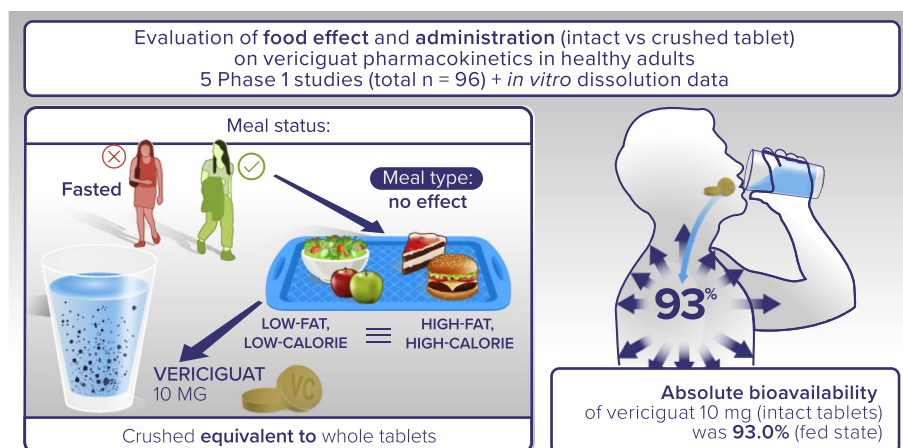 Evaluation of food effect and administration (intact vs crushed tablet)
on vericiguat pharmacokinetics in healthy adults
5 Phase 1 studies (total n = 96) + in vitro dissolution data
Meal status:
Fasted
Meal type:
no effect
LOW-FAT,
LOW-CALORIE
HIGH-FAT,
HIGH-CALORIE
VERICIGUAT
10 MG
VC
Crushed equivalent to whole tablets
93%
Absolute bioavailability
of vericiguat 10 mg (intact tablets)
was 93.0% (fed state)